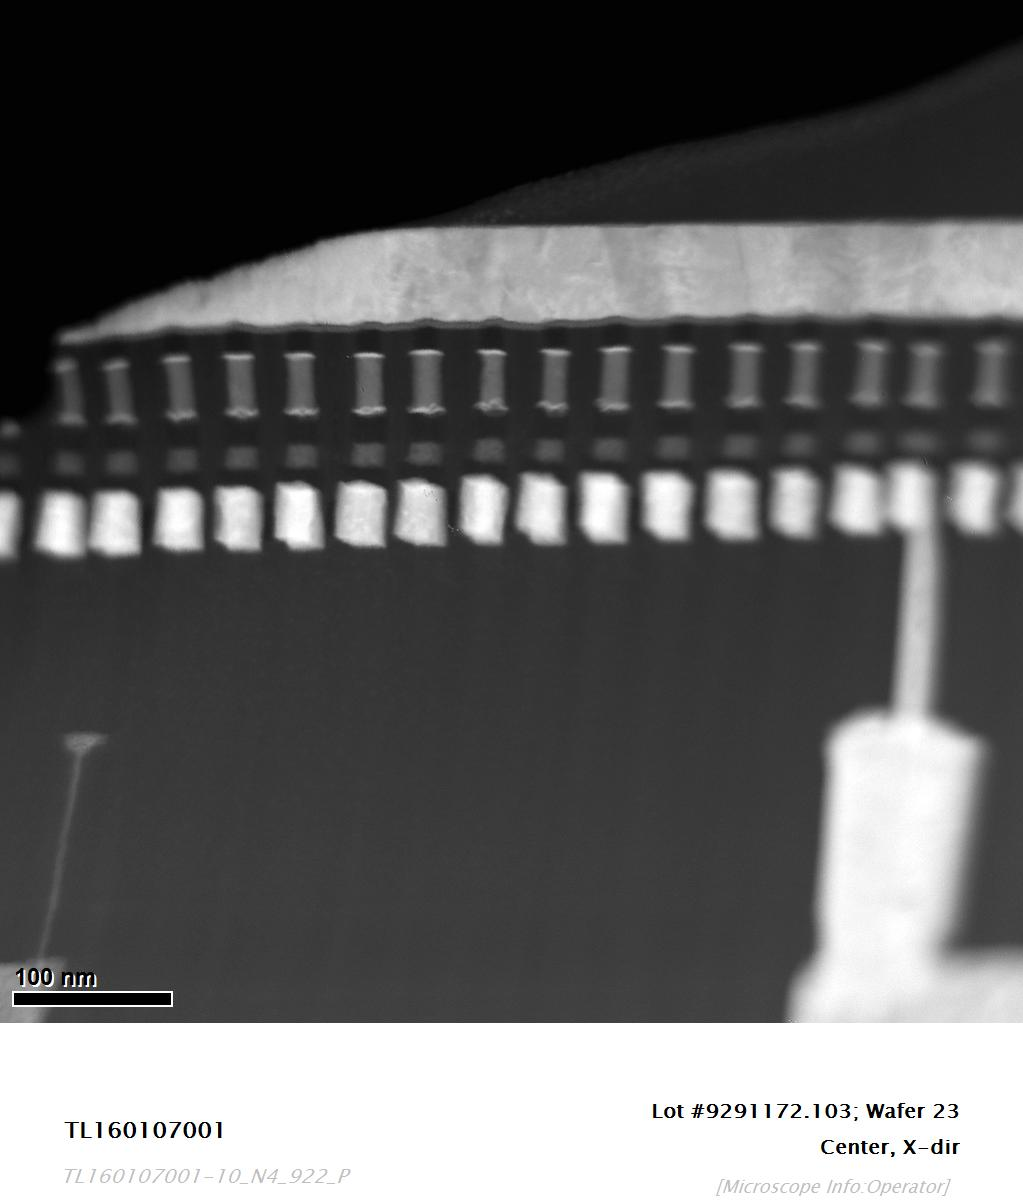 100 nm
TL160107001
Lot #9291172.103; Wafer 23
Center, X-dir
TL160107001-10_N4_922_P
[Microscope Info:Operator]